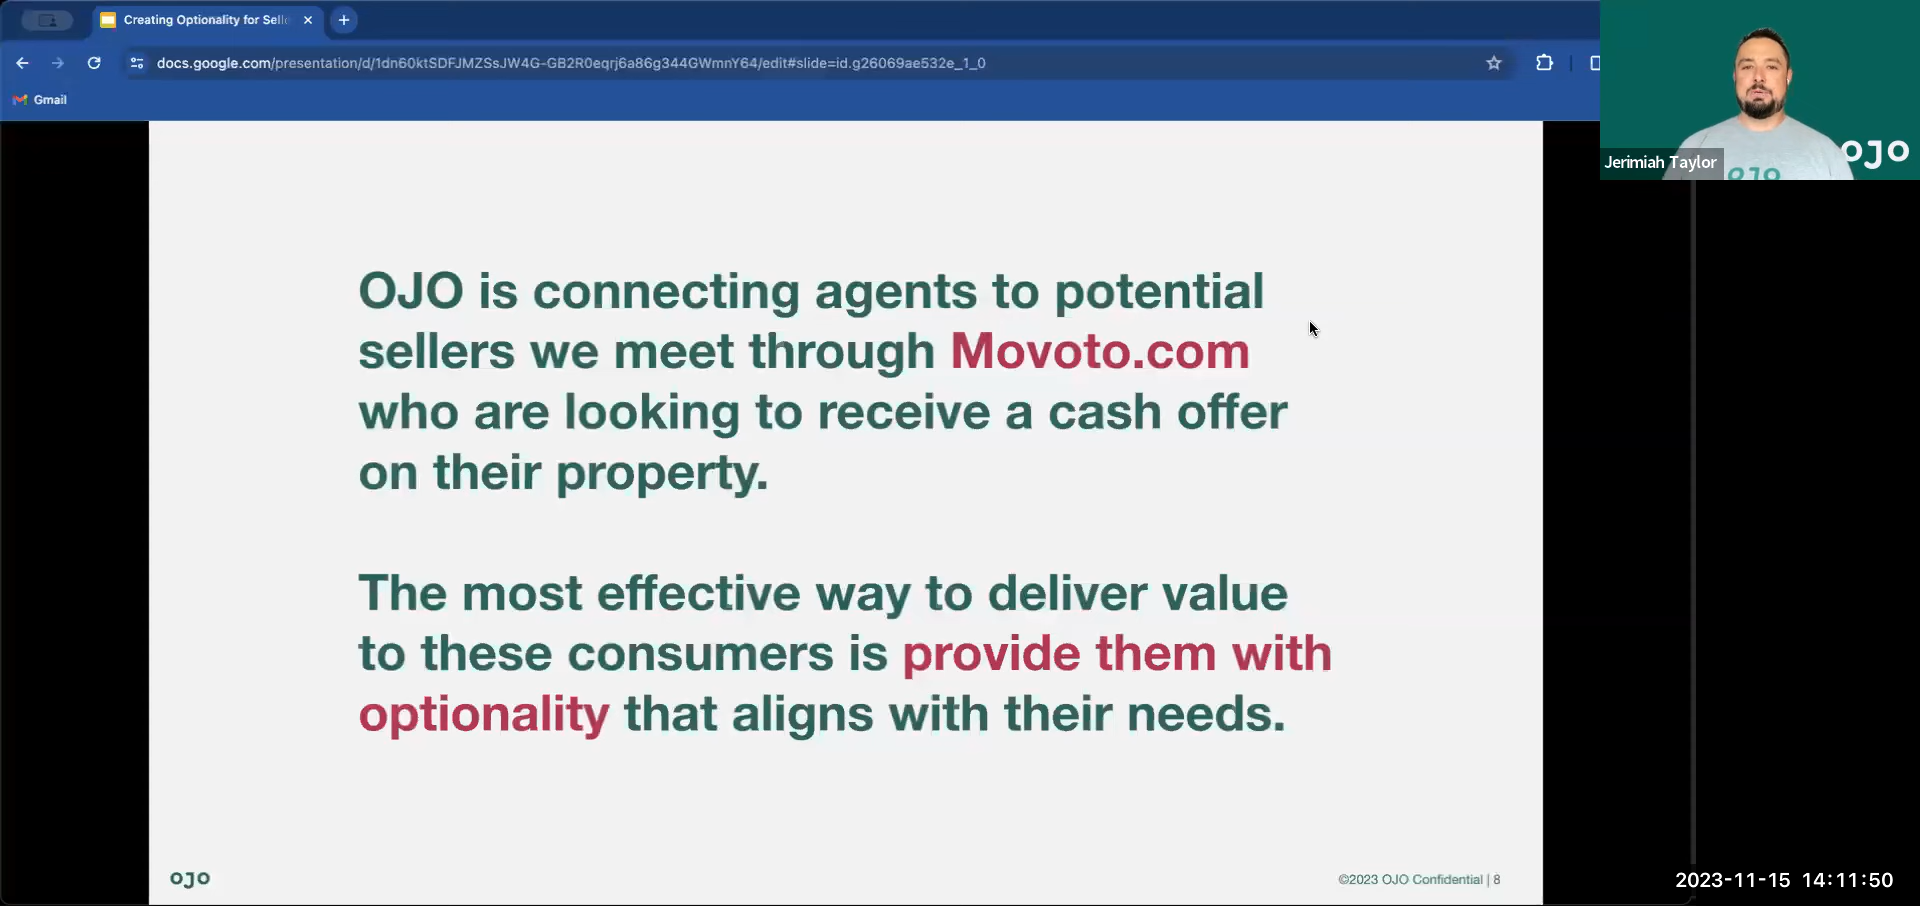 Creating Optionality for Sell
docs.google.com/presentation/d/1dn60ktSDFJMZSsJW4G-GB2R0eqrj6a86g344GWmnY64/edit#slide=id.g26069ae532e_1_0
Gmail
OJO
Jerimiah Taylor
OJO
OJO is connecting agents to potential
sellers we meet through Movoto.com
who are looking to receive a cash offer
on their property.
The most effective way to deliver value
to these consumers is provide them with
optionality that aligns with their needs.
OJO
©2023 OJO Confidential | 8
2023-11-15 14:11:50